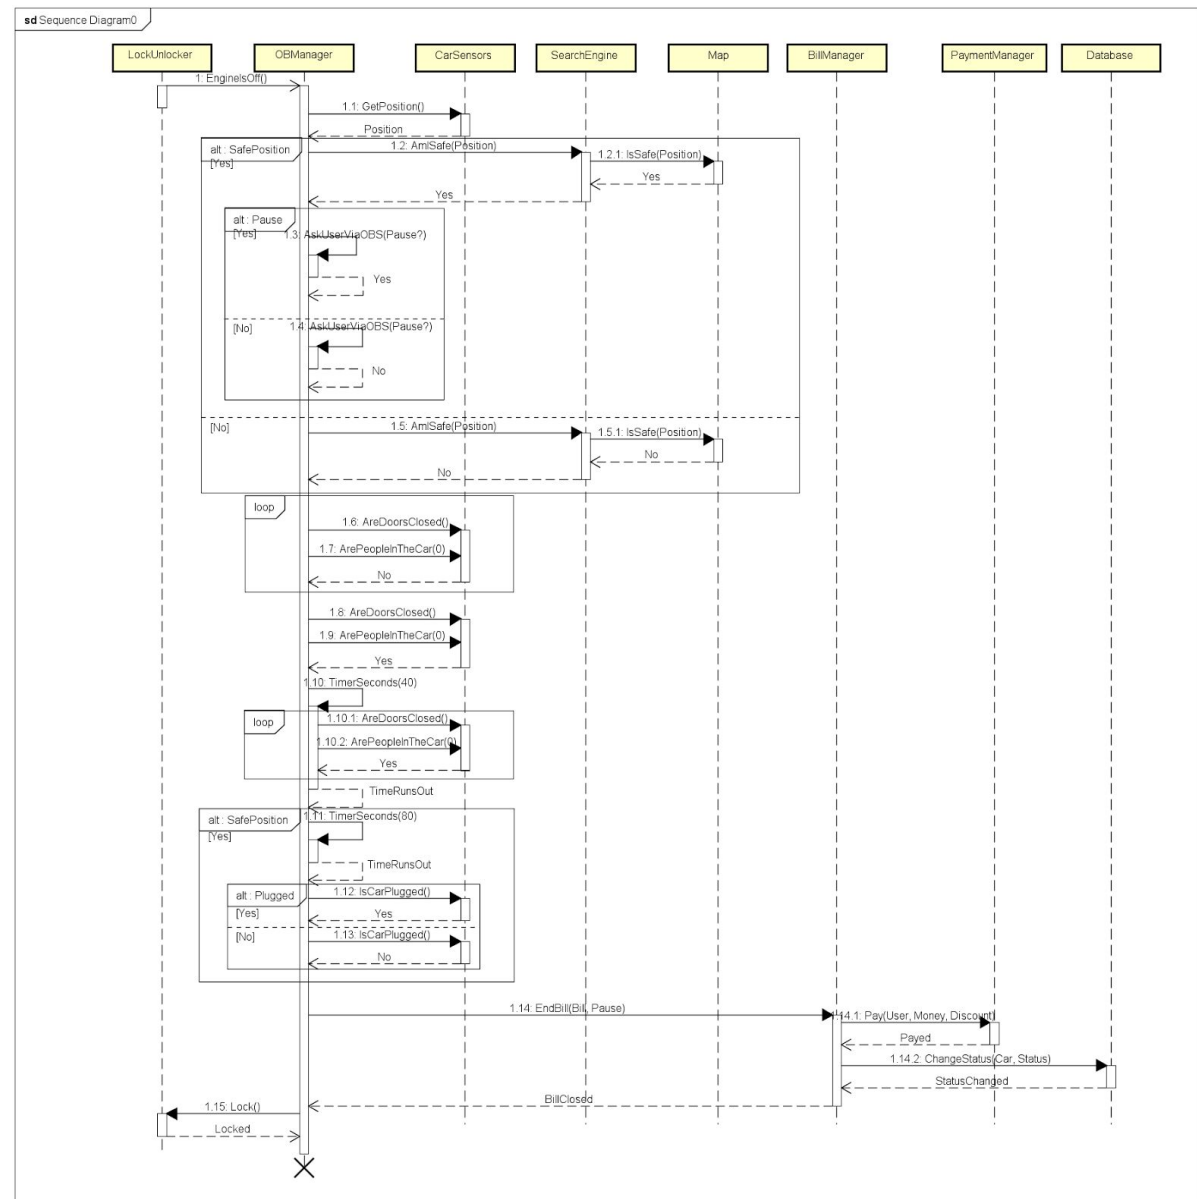 sd Sequence Diagram0
LockUnlocker
OBManager
CarSensors
SearchEngine
Map
BillManager
PaymentManager
Database
1: EngineIsOff()
1.1: GetPosition()
Position
alt : SafePosition
[Yes]
1.2: AmISafe(Position)
1.2.1: IsSafe(Position)
Yes
Yes
alt : Pause
[Yes]
1.3: AskUserViaOBS(Pause?)
Yes
[No]
1.4: AskUserViaOBS(Pause?)
No
[No]
1.5: AmISafe(Position)
1.5.1: IsSafe(Position)
No
No
loop
1.6: AreDoorsClosed()
1.7: ArePeopleInTheCar(0)
No
1.8: AreDoorsClosed()
1.9: ArePeopleInTheCar(0)
Yes
1.10: TimerSeconds(40)
loop
1.10.1: AreDoorsClosed()
1.10.2: ArePeopleInTheCar(0)
Yes
TimeRunsOut
alt : SafePosition
[Yes]
1.11: TimerSeconds(80)
TimeRunsOut
alt : Plugged
[Yes]
1.12: IsCarPlugged()
Yes
[No]
1.13: IsCarPlugged()
No
1.14: EndBill(Bill, Pause)
1.14.1: Pay(User, Money, Discount)
Payed
1.14.2: ChangeStatus(Car, Status)
StatusChanged
BillClosed
1.15: Lock()
Locked